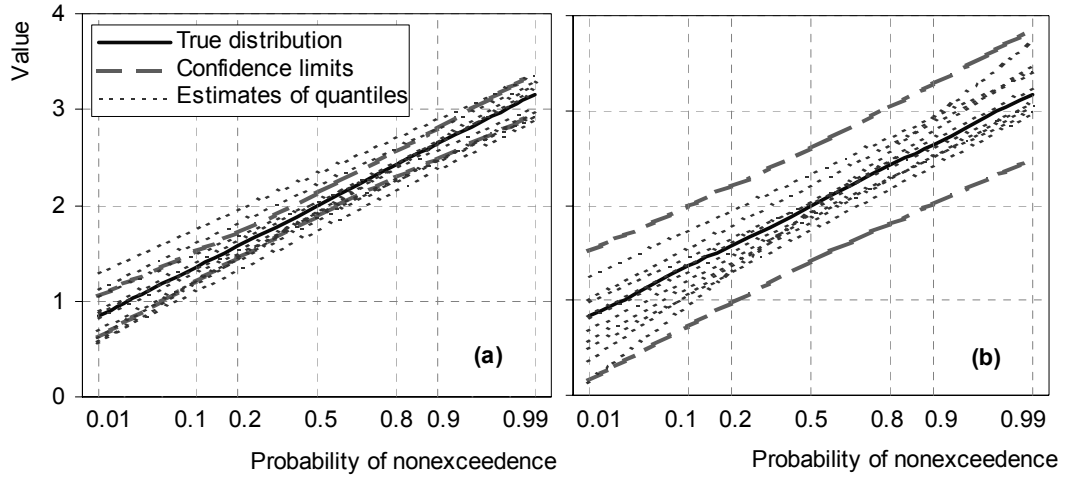 Value
4
3
2
1
0
True distribution
Confidence limits
Estimates of quantiles
(a)
(b)
0.01 0.1 0.2 0.5 0.8 0.9 0.99
0.01 0.1 0.2 0.5 0.8 0.9 0.99
Probability of nonexceedence
Probability of nonexceedence